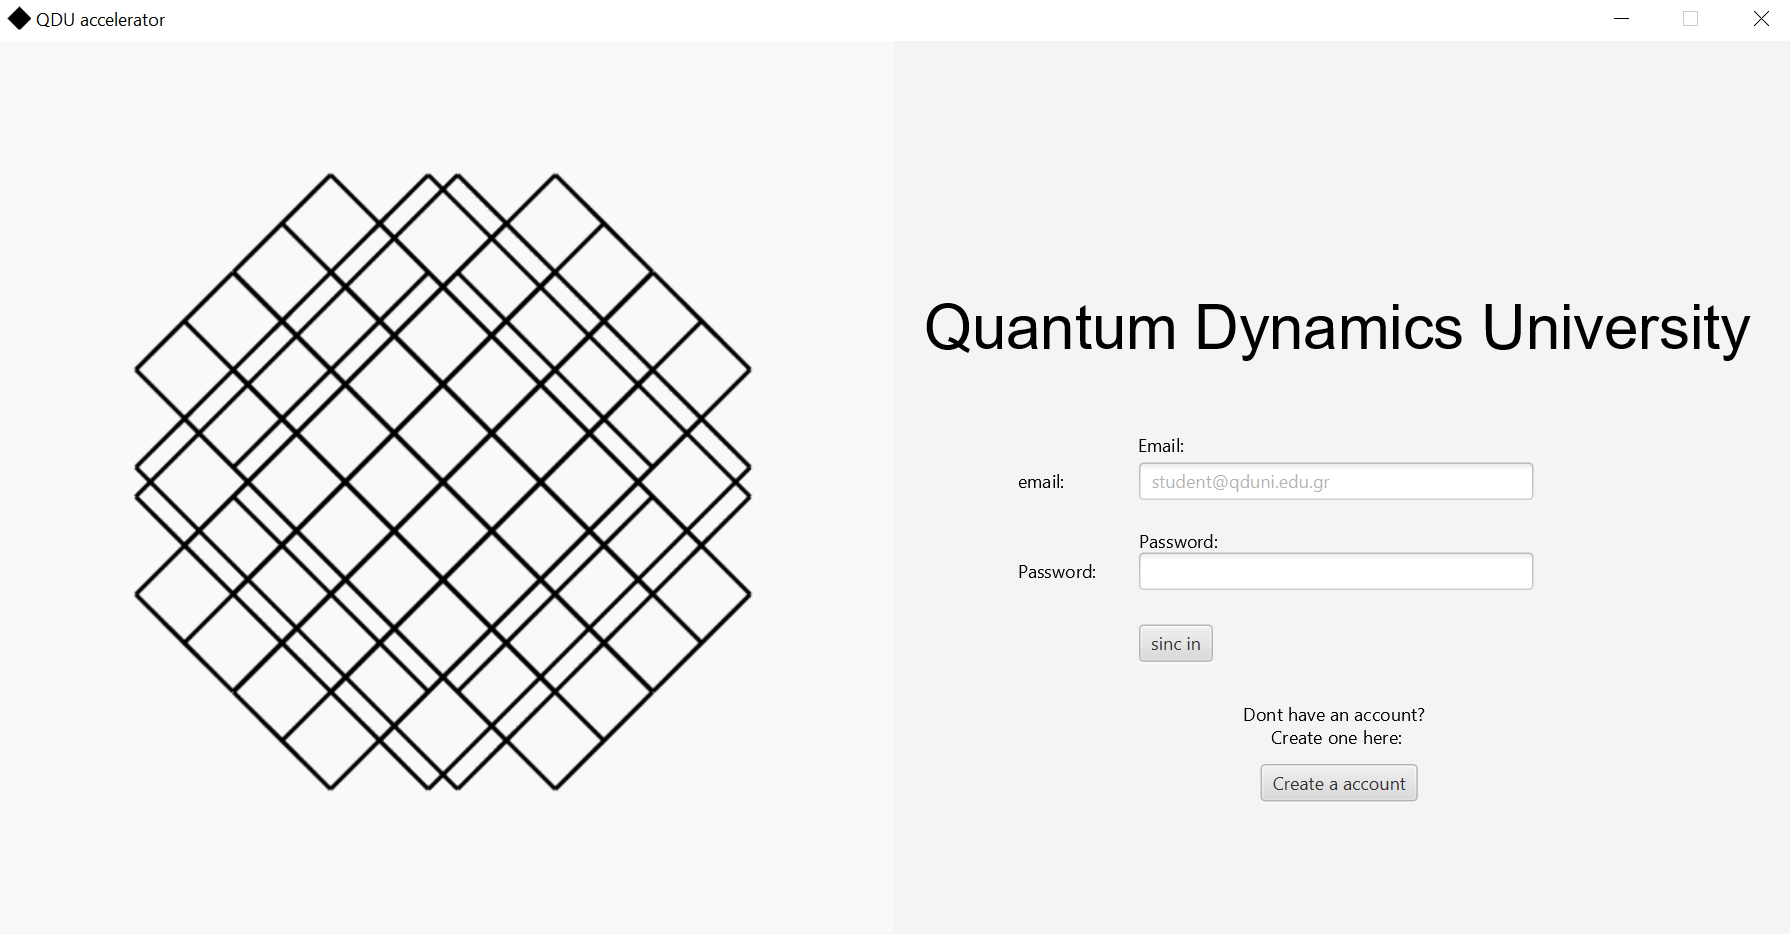 QDU accelerator
Quantum Dynamics University
Email:
email:
student@qduni.edu.gr
Password:
Password:
sinc in
Dont have an account?
Create one here:
Create a account